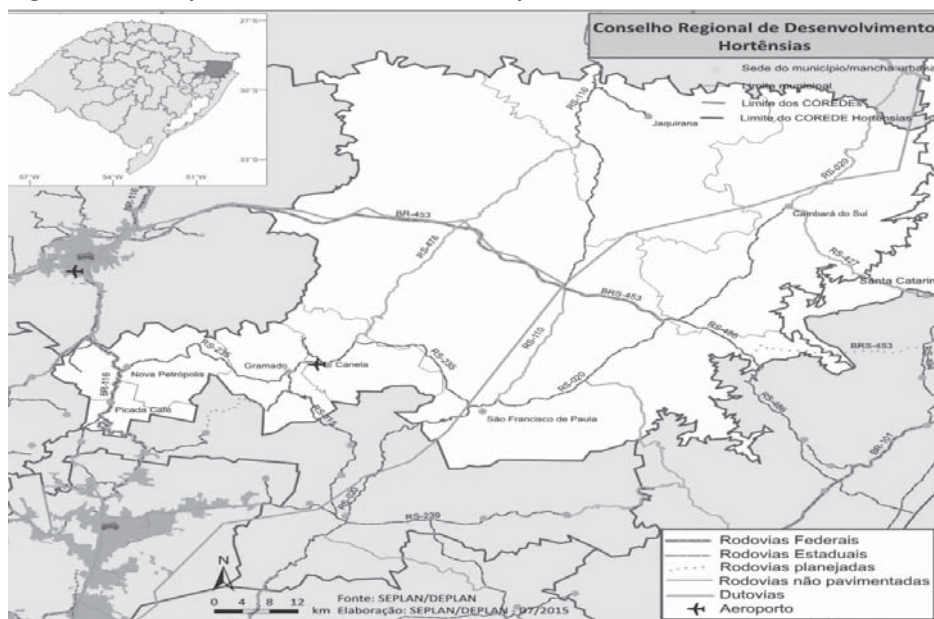 Conselho Regional de Desenvolvimento
Hortênsias
27°S
30°S
33°S
57°W
54°W
51°W
Sede do município/mancha urbana
Limite municipal
Limite dos COREDEs
Limite do COREDE Hortênsias
RS-110
Jaquirana
RS-020
BR-116
BR-453
RS-476
Cambará do Sul
RS-427
Santa Catarin
BRS-453
RS-110
RS-486
BRS-453
RS-235
Gramado
Canela
RS-235
Nova Petrópolis
BR-116
Picada Café
RS-115
RS-020
São Francisco de Paula
RS-486
BR-101
RS-020
RS-239
N
0 4 8 12
km
Fonte: SEPLAN/DEPLAN
Elaboração: SEPLAN/DEPLAN 07/2015
Rodovias Federais
Rodovias Estaduais
Rodovias planejadas
Rodovias não pavimentadas
Dutovias
Aeroporto